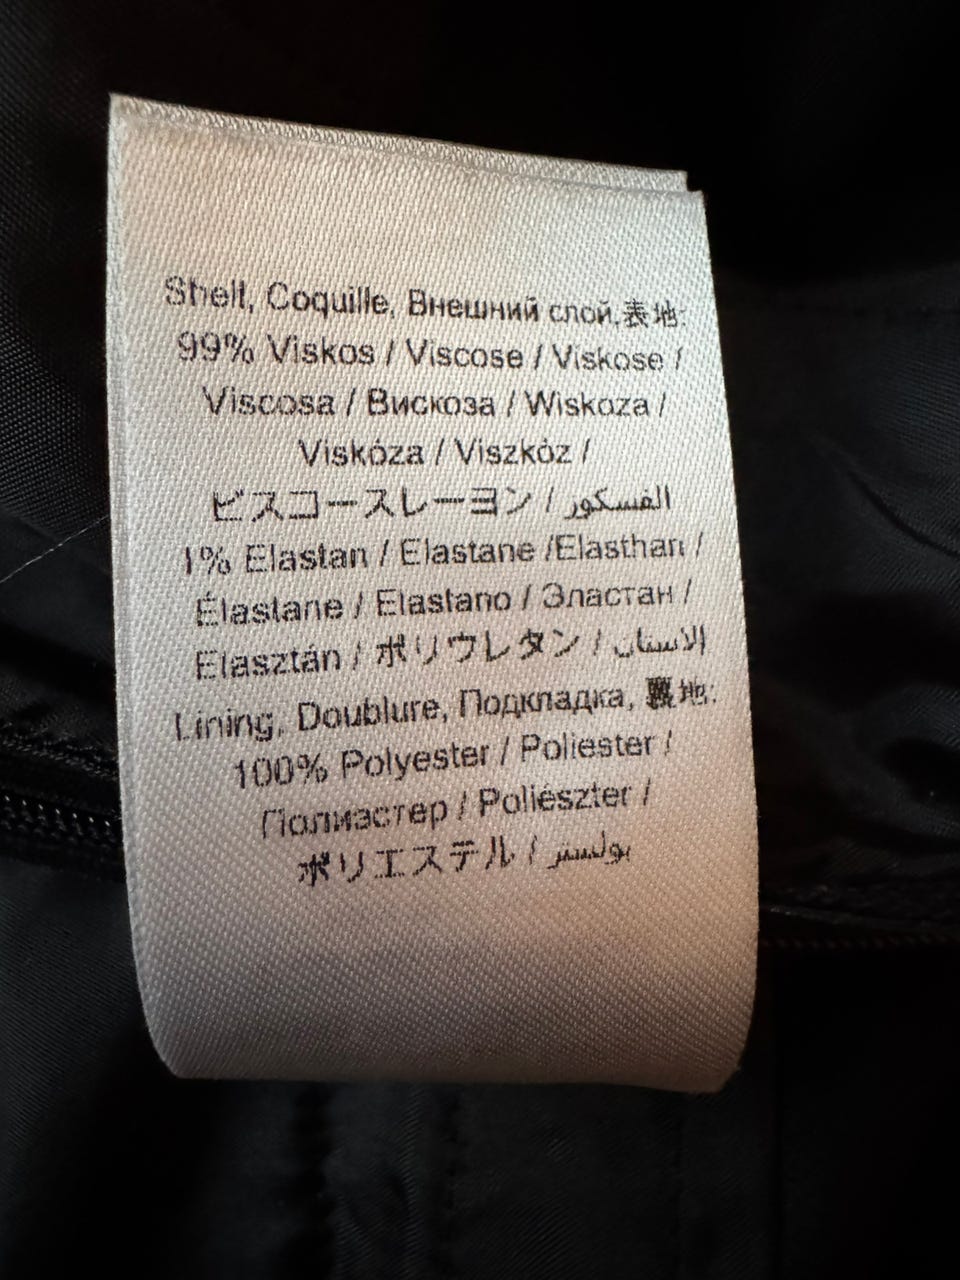 Shell, Coquille, Внешний слой, 表地:
99% Viskos / Viscose / Viskose /
Viscosa / Вискоза / Wiskoza /
Viskóza / Viszkóz /
ビスコースレーヨン / الفسكور
1% Elastan / Elastane /Elasthan /
Élastane / Elastano / Эластан /
Elasztán / ポリウレタン / الاستان
Lining, Doublure, Подкладка, 裏地:
100% Polyester / Poliester /
Полиэстер / Poliészter /
ポリエステル / بولستر